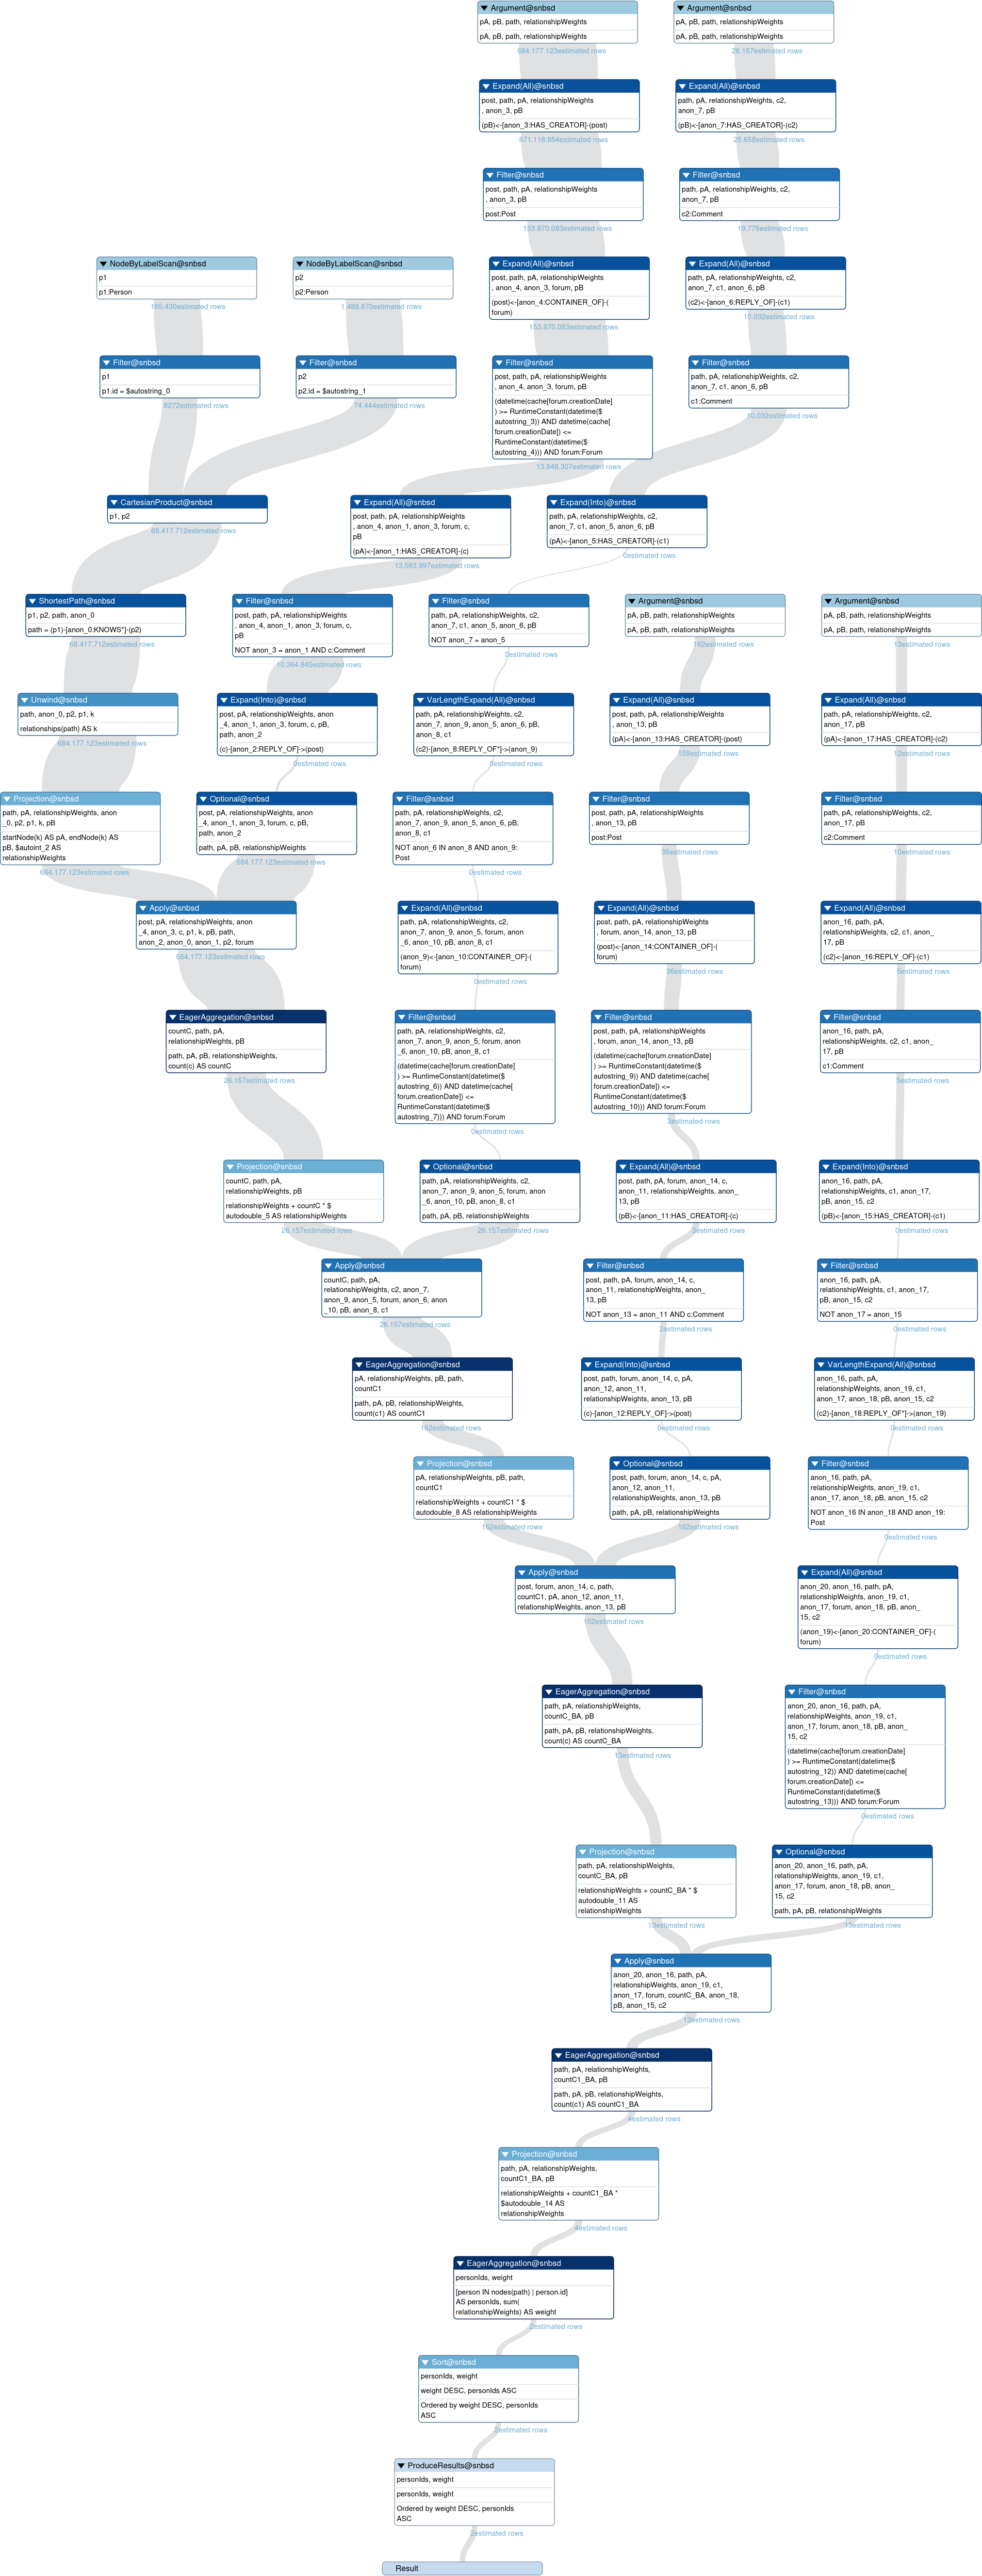 Argument@snbsd
pA, pB, path, relationshipWeights
pA, pB, path, relationshipWeights
684.177.123estimated rows
Argument@snbsd
pA, pB, path, relationshipWeights
pA, pB, path, relationshipWeights
26.157estimated rows
Expand(All)@snbsd
post, path, pA, relationshipWeights
, anon_3, pB
(pB)<-[anon_3:HAS_CREATOR]-(post)
671.118.854estimated rows
Expand(All)@snbsd
path, pA, relationshipWeights, c2,
anon_7, pB
(pB)<-[anon_7:HAS_CREATOR]-(c2)
25.658estimated rows
Filter@snbsd
post, path, pA, relationshipWeights
, anon_3, pB
post:Post
153.870.083estimated rows
Filter@snbsd
path, pA, relationshipWeights, c2,
anon_7, pB
c2:Comment
19.775estimated rows
NodeByLabelScan@snbsd
p1
p1:Person
165.430estimated rows
NodeByLabelScan@snbsd
p2
p2:Person
1.488.870estimated rows
Expand(All)@snbsd
post, path, pA, relationshipWeights
, anon_4, anon_3, forum, pB
(post)<-[anon_4:CONTAINER_OF]-(
forum)
153.870.083estimated rows
Expand(All)@snbsd
path, pA, relationshipWeights, c2,
anon_7, c1, anon_6, pB
(c2)<-[anon_6:REPLY_OF]-(c1)
10.032estimated rows
Filter@snbsd
p1
p1.id = $autostring_0
8272estimated rows
Filter@snbsd
p2
p2.id = $autostring_1
74.444estimated rows
Filter@snbsd
post, path, pA, relationshipWeights
, anon_4, anon_3, forum, pB
(datetime(cache[forum.creationDate]
) >= RuntimeConstant(datetime($
autostring_3)) AND datetime(cache[
forum.creationDate]) <=
RuntimeConstant(datetime($
autostring_4))) AND forum:Forum
13.848.307estimated rows
Filter@snbsd
path, pA, relationshipWeights, c2,
anon_7, c1, anon_6, pB
c1:Comment
10.032estimated rows
CartesianProduct@snbsd
p1, p2
68.417.712estimated rows
Expand(All)@snbsd
post, path, pA, relationshipWeights
, anon_4, anon_1, anon_3, forum, c,
pB
(pA)<-[anon_1:HAS_CREATOR]-(c)
13.583.997estimated rows
Expand(Into)@snbsd
path, pA, relationshipWeights, c2,
anon_7, c1, anon_5, anon_6, pB
(pA)<-[anon_5:HAS_CREATOR]-(c1)
0estimated rows
ShortestPath@snbsd
p1, p2, path, anon_0
path = (p1)-[anon_0:KNOWS*]-(p2)
68.417.712estimated rows
Filter@snbsd
post, path, pA, relationshipWeights
, anon_4, anon_1, anon_3, forum, c,
pB
NOT anon_3 = anon_1 AND c:Comment
10.364.845estimated rows
Filter@snbsd
path, pA, relationshipWeights, c2,
anon_7, c1, anon_5, anon_6, pB
NOT anon_7 = anon_5
0estimated rows
Argument@snbsd
pA, pB, path, relationshipWeights
pA, pB, path, relationshipWeights
162estimated rows
Argument@snbsd
pA, pB, path, relationshipWeights
pA, pB, path, relationshipWeights
13estimated rows
Unwind@snbsd
path, anon_0, p2, p1, k
relationships(path) AS k
684.177.123estimated rows
Expand(Into)@snbsd
post, pA, relationshipWeights, anon
_4, anon_1, anon_3, forum, c, pB,
path, anon_2
(c)-[anon_2:REPLY_OF]->(post)
0estimated rows
VarLengthExpand(All)@snbsd
path, pA, relationshipWeights, c2,
anon_7, anon_9, anon_5, anon_6, pB,
anon_8, c1
(c2)-[anon_8:REPLY_OF*]->(anon_9)
0estimated rows
Expand(All)@snbsd
post, path, pA, relationshipWeights
, anon_13, pB
(pA)<-[anon_13:HAS_CREATOR]-(post)
159estimated rows
Expand(All)@snbsd
path, pA, relationshipWeights, c2,
anon_17, pB
(pA)<-[anon_17:HAS_CREATOR]-(c2)
12estimated rows
Projection@snbsd
path, pA, relationshipWeights, anon
_0, p2, p1, k, pB
startNode(k) AS pA, endNode(k) AS
pB, $autoint_2 AS
relationshipWeights
684.177.123estimated rows
Optional@snbsd
post, pA, relationshipWeights, anon
_4, anon_1, anon_3, forum, c, pB,
path, anon_2
path, pA, pB, relationshipWeights
684.177.123estimated rows
Filter@snbsd
path, pA, relationshipWeights, c2,
anon_7, anon_9, anon_5, anon_6, pB,
anon_8, c1
NOT anon_6 IN anon_8 AND anon_9:
Post
0estimated rows
Filter@snbsd
post, path, pA, relationshipWeights
, anon_13, pB
post:Post
36estimated rows
Filter@snbsd
path, pA, relationshipWeights, c2,
anon_17, pB
c2:Comment
10estimated rows
Apply@snbsd
post, pA, relationshipWeights, anon
_4, anon_3, c, p1, k, pB, path,
anon_2, anon_0, anon_1, p2, forum
684.177.123estimated rows
Expand(All)@snbsd
path, pA, relationshipWeights, c2,
anon_7, anon_9, anon_5, forum, anon
_6, anon_10, pB, anon_8, c1
(anon_9)<-[anon_10:CONTAINER_OF]-(
forum)
0estimated rows
Expand(All)@snbsd
post, path, pA, relationshipWeights
, forum, anon_14, anon_13, pB
(post)<-[anon_14:CONTAINER_OF]-(
forum)
36estimated rows
Expand(All)@snbsd
anon_16, path, pA,
relationshipWeights, c2, c1, anon_
17, pB
(c2)<-[anon_16:REPLY_OF]-(c1)
5estimated rows
EagerAggregation@snbsd
countC, path, pA,
relationshipWeights, pB
path, pA, pB, relationshipWeights,
count(c) AS countC
26.157estimated rows
Filter@snbsd
path, pA, relationshipWeights, c2,
anon_7, anon_9, anon_5, forum, anon
_6, anon_10, pB, anon_8, c1
(datetime(cache[forum.creationDate]
) >= RuntimeConstant(datetime($
autostring_6)) AND datetime(cache[
forum.creationDate]) <=
RuntimeConstant(datetime($
autostring_7))) AND forum:Forum
0estimated rows
Filter@snbsd
post, path, pA, relationshipWeights
, forum, anon_14, anon_13, pB
(datetime(cache[forum.creationDate]
) >= RuntimeConstant(datetime($
autostring_9)) AND datetime(cache[
forum.creationDate]) <=
RuntimeConstant(datetime($
autostring_10))) AND forum:Forum
3estimated rows
Filter@snbsd
anon_16, path, pA,
relationshipWeights, c2, c1, anon_
17, pB
c1:Comment
5estimated rows
Projection@snbsd
countC, path, pA,
relationshipWeights, pB
relationshipWeights + countC * $
autodouble_5 AS relationshipWeights
26.157estimated rows
Optional@snbsd
path, pA, relationshipWeights, c2,
anon_7, anon_9, anon_5, forum, anon
_6, anon_10, pB, anon_8, c1
path, pA, pB, relationshipWeights
26.157estimated rows
Expand(All)@snbsd
post, path, pA, forum, anon_14, c,
anon_11, relationshipWeights, anon_
13, pB
(pB)<-[anon_11:HAS_CREATOR]-(c)
3estimated rows
Expand(Into)@snbsd
anon_16, path, pA,
relationshipWeights, c1, anon_17,
pB, anon_15, c2
(pB)<-[anon_15:HAS_CREATOR]-(c1)
0estimated rows
Apply@snbsd
countC, path, pA,
relationshipWeights, c2, anon_7,
anon_9, anon_5, forum, anon_6, anon
_10, pB, anon_8, c1
26.157estimated rows
Filter@snbsd
post, path, pA, forum, anon_14, c,
anon_11, relationshipWeights, anon_
13, pB
NOT anon_13 = anon_11 AND c:Comment
2estimated rows
Filter@snbsd
anon_16, path, pA,
relationshipWeights, c1, anon_17,
pB, anon_15, c2
NOT anon_17 = anon_15
0estimated rows
EagerAggregation@snbsd
pA, relationshipWeights, pB, path,
countC1
path, pA, pB, relationshipWeights,
count(c1) AS countC1
162estimated rows
Expand(Into)@snbsd
post, path, forum, anon_14, c, pA,
anon_12, anon_11,
relationshipWeights, anon_13, pB
(c)-[anon_12:REPLY_OF]->(post)
0estimated rows
VarLengthExpand(All)@snbsd
anon_16, path, pA,
relationshipWeights, anon_19, c1,
anon_17, anon_18, pB, anon_15, c2
(c2)-[anon_18:REPLY_OF*]->(anon_19)
0estimated rows
Projection@snbsd
pA, relationshipWeights, pB, path,
countC1
relationshipWeights + countC1 * $
autodouble_8 AS relationshipWeights
162estimated rows
Optional@snbsd
post, path, forum, anon_14, c, pA,
anon_12, anon_11,
relationshipWeights, anon_13, pB
path, pA, pB, relationshipWeights
162estimated rows
Filter@snbsd
anon_16, path, pA,
relationshipWeights, anon_19, c1,
anon_17, anon_18, pB, anon_15, c2
NOT anon_16 IN anon_18 AND anon_19:
Post
0estimated rows
Apply@snbsd
post, forum, anon_14, c, path,
countC1, pA, anon_12, anon_11,
relationshipWeights, anon_13, pB
162estimated rows
Expand(All)@snbsd
anon_20, anon_16, path, pA,
relationshipWeights, anon_19, c1,
anon_17, forum, anon_18, pB, anon_
15, c2
(anon_19)<-[anon_20:CONTAINER_OF]-(
forum)
0estimated rows
EagerAggregation@snbsd
path, pA, relationshipWeights,
countC_BA, pB
path, pA, pB, relationshipWeights,
count(c) AS countC_BA
13estimated rows
Filter@snbsd
anon_20, anon_16, path, pA,
relationshipWeights, anon_19, c1,
anon_17, forum, anon_18, pB, anon_
15, c2
(datetime(cache[forum.creationDate]
) >= RuntimeConstant(datetime($
autostring_12)) AND datetime(cache[
forum.creationDate]) <=
RuntimeConstant(datetime($
autostring_13))) AND forum:Forum
0estimated rows
Projection@snbsd
path, pA, relationshipWeights,
countC_BA, pB
relationshipWeights + countC_BA * $
autodouble_11 AS
relationshipWeights
13estimated rows
Optional@snbsd
anon_20, anon_16, path, pA,
relationshipWeights, anon_19, c1,
anon_17, forum, anon_18, pB, anon_
15, c2
path, pA, pB, relationshipWeights
13estimated rows
Apply@snbsd
anon_20, anon_16, path, pA,
relationshipWeights, anon_19, c1,
anon_17, forum, countC_BA, anon_18,
pB, anon_15, c2
13estimated rows
EagerAggregation@snbsd
path, pA, relationshipWeights,
countC1_BA, pB
path, pA, pB, relationshipWeights,
count(c1) AS countC1_BA
4estimated rows
Projection@snbsd
path, pA, relationshipWeights,
countC1_BA, pB
relationshipWeights + countC1_BA *
$autodouble_14 AS
relationshipWeights
4estimated rows
EagerAggregation@snbsd
personIds, weight
[person IN nodes(path) | person.id]
AS personIds, sum(
relationshipWeights) AS weight
2estimated rows
Sort@snbsd
personIds, weight
weight DESC, personIds ASC
Ordered by weight DESC, personIds
ASC
2estimated rows
ProduceResults@snbsd
personIds, weight
personIds, weight
Ordered by weight DESC, personIds
ASC
2estimated rows
Result